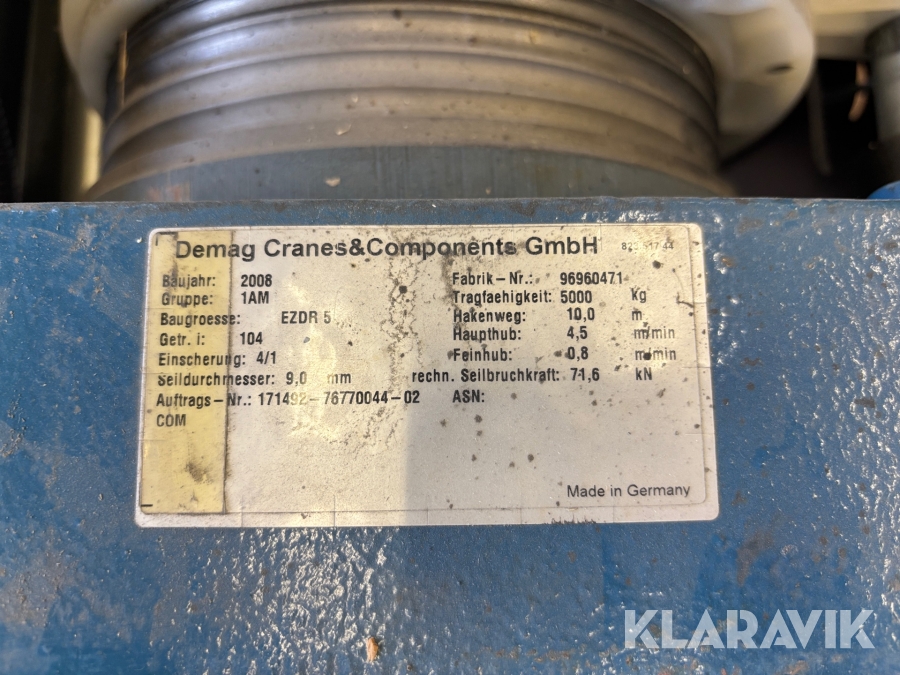 Demag Cranes&Components GmbH
Baujahr: 2008 Fabrik-Nr.: 96960471
Gruppe: 1AM Tragfaehigkeit: 5000 Kg
Baugroesse: EZDR 5 Hakenweg: 10,0 m
Getr. i: 104 Haupthub: 4,5 m/min
Einscherung: 4/1 Feinhub: 0,8 m/min
Seildurchmesser: 9,0 mm rechn. Seilbruchkraft: 71,6 kN
Auftrags-Nr.: 171492-76770044-02 ASN:
COM
Made in Germany
KLARAVIK